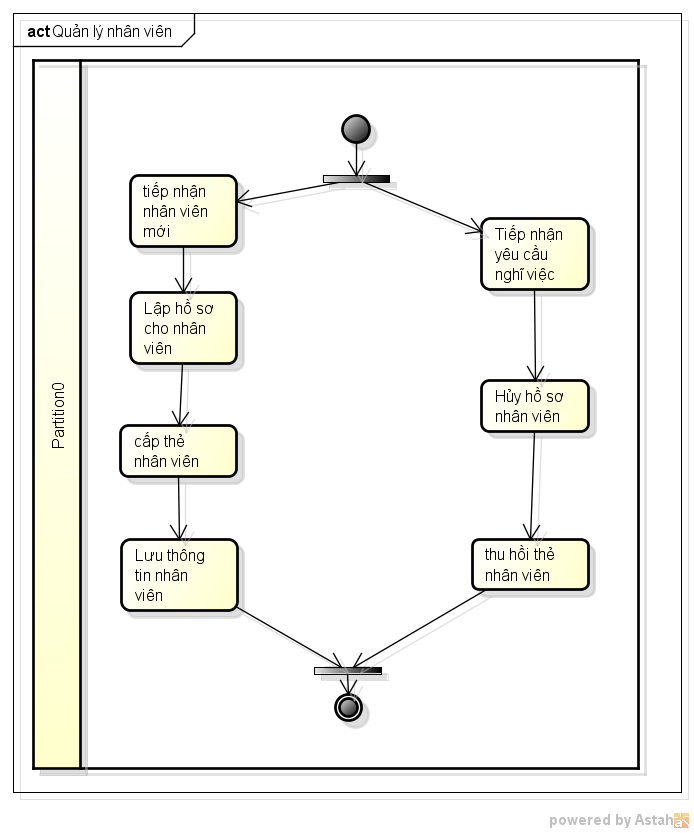 act Quản lý nhân viên
Partition0
tiếp nhận
nhân viên
mới
Lập hồ sơ
cho nhân
viên
cấp thẻ
nhân viên
Lưu thông
tin nhân
viên
Tiếp nhận
yêu cầu
nghĩ việc
Hủy hồ sơ
nhân viên
thu hồi thẻ
nhân viên
powered by Astah